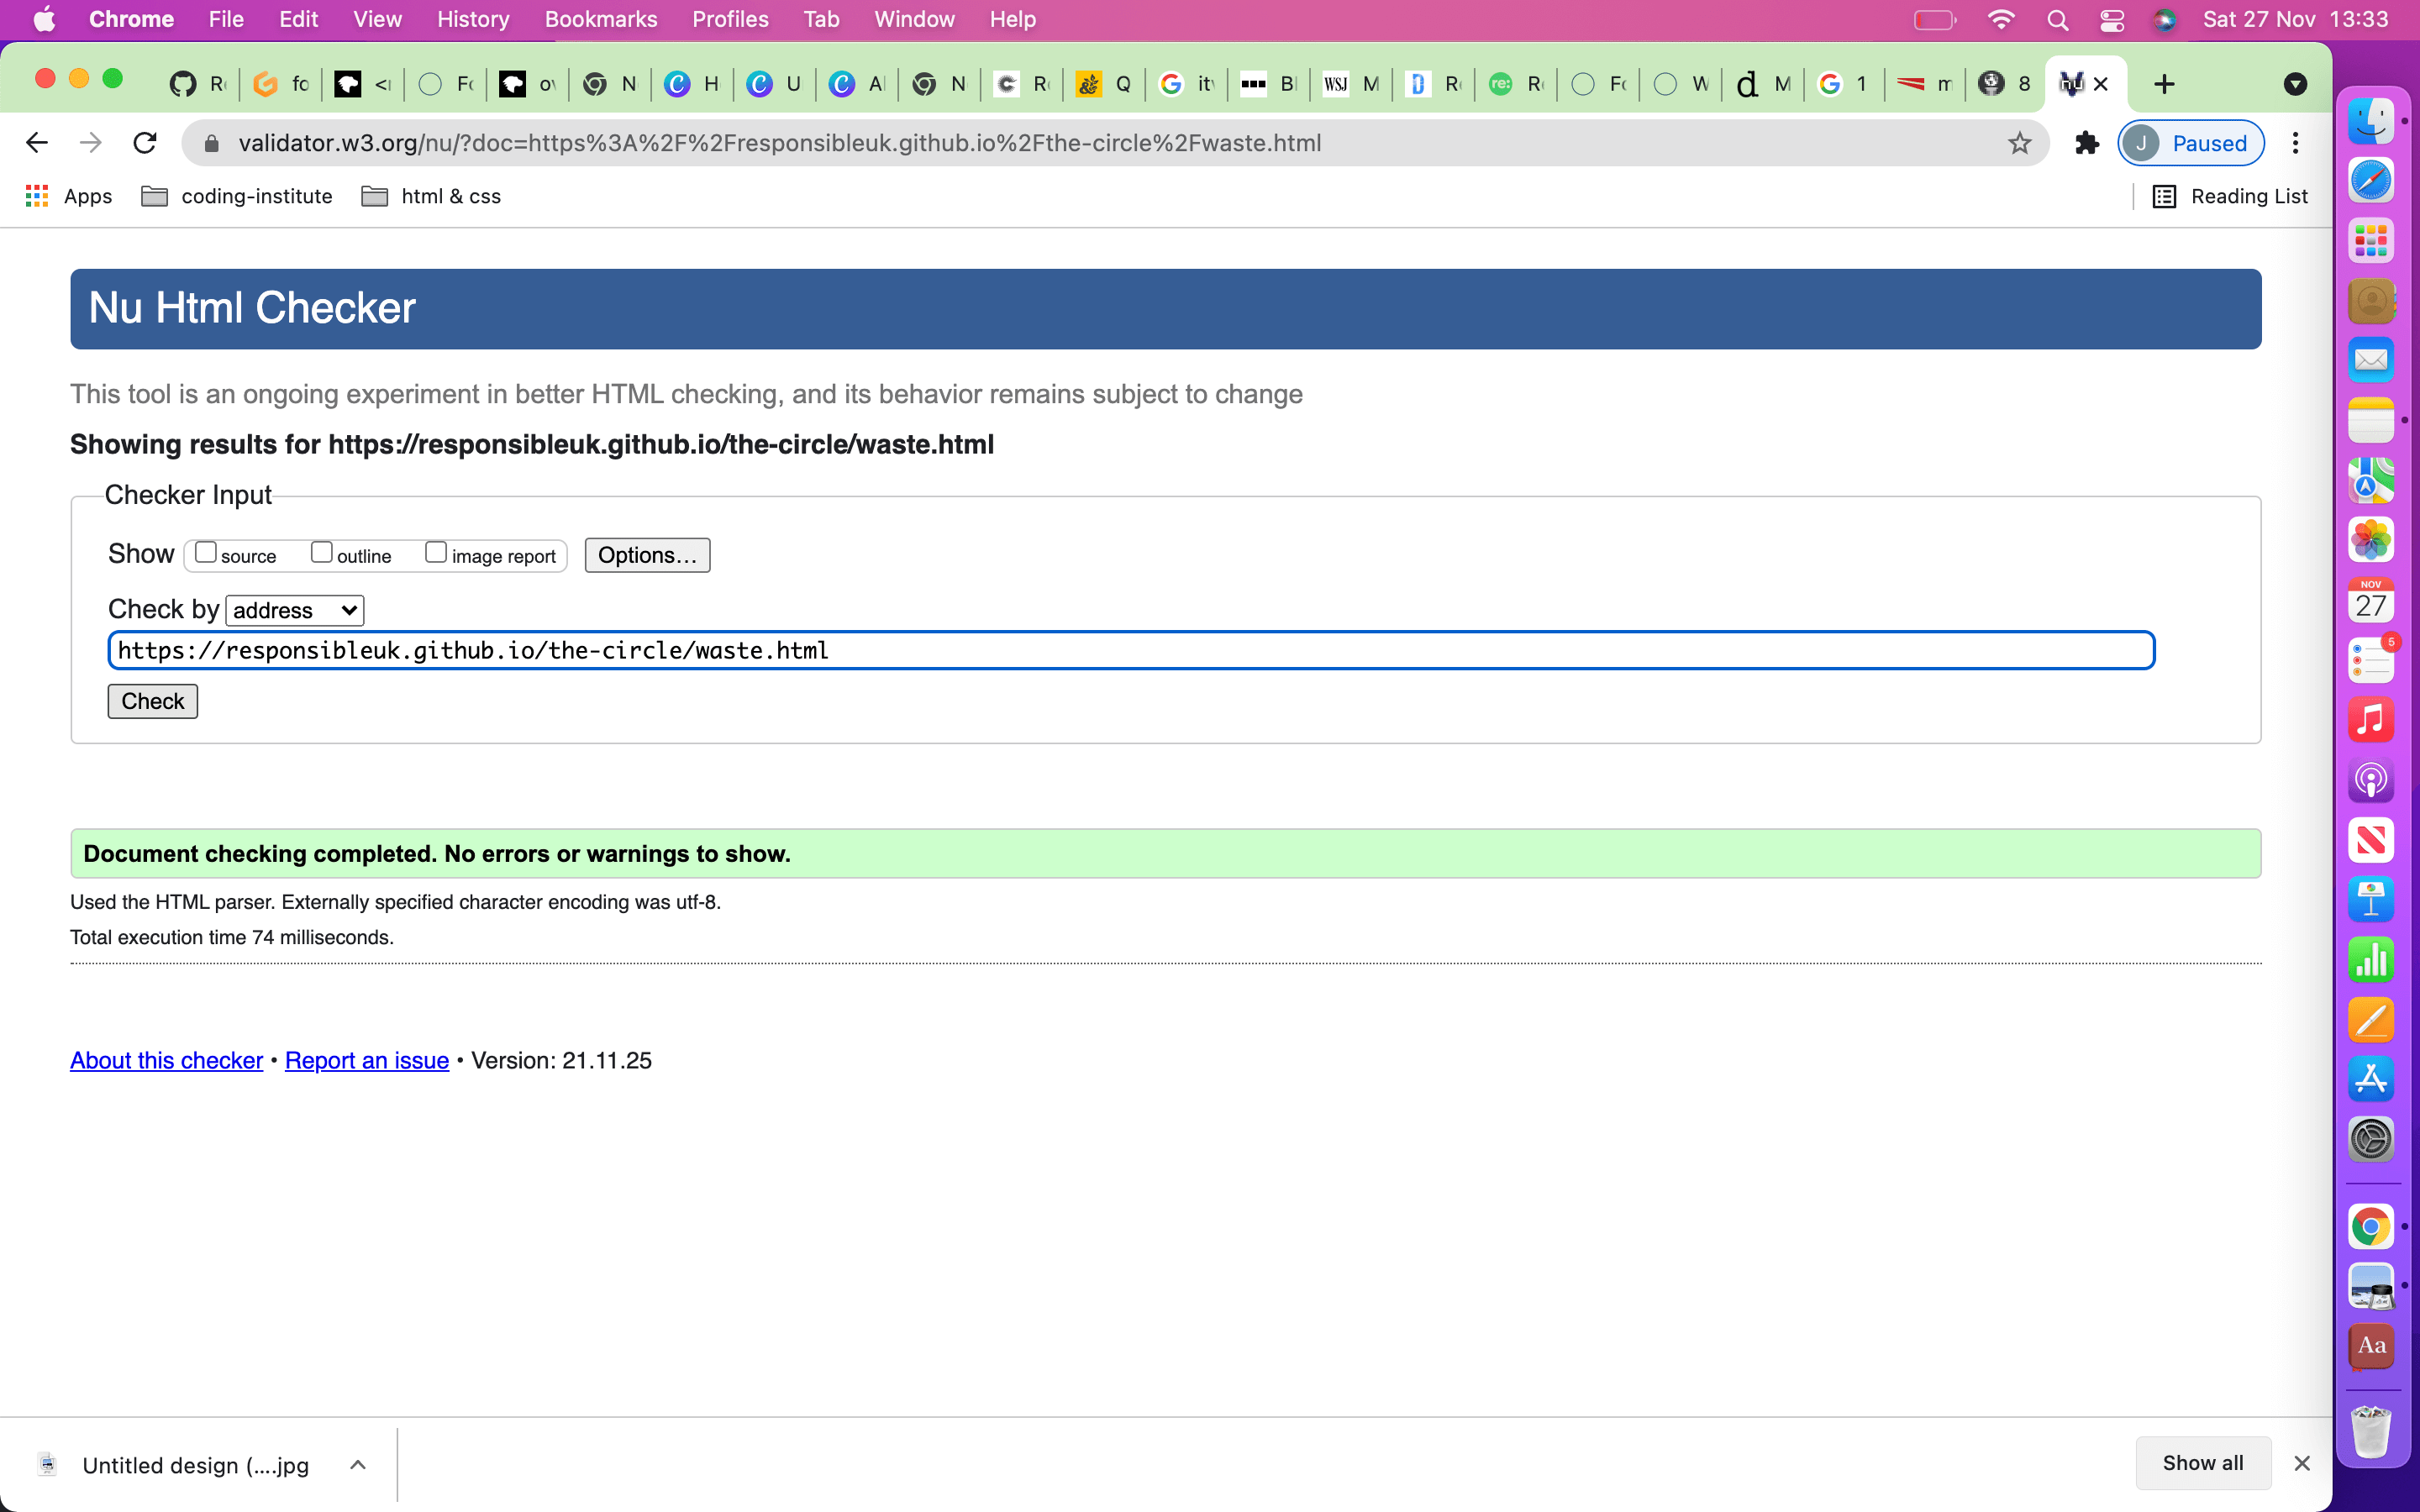 Chrome File Edit View History Bookmarks Profiles Tab Window Help Sat 27 Nov 13:33
validator.w3.org/nu/?doc=https%3A%2F%2Fresponsibleuk.github.io%2Fthe-circle%2Fwaste.html J Paused
Apps coding-institute html & css Reading List
Nu Html Checker
This tool is an ongoing experiment in better HTML checking, and its behavior remains subject to change
Showing results for https://responsibleuk.github.io/the-circle/waste.html
Checker Input
Show source outline image report Options...
Check by address
https://responsibleuk.github.io/the-circle/waste.html
Check
Document checking completed. No errors or warnings to show.
Used the HTML parser. Externally specified character encoding was utf-8.
Total execution time 74 milliseconds.
About this checker • Report an issue • Version: 21.11.25
NOV
27
5
Aa
Untitled design (....jpg Show all